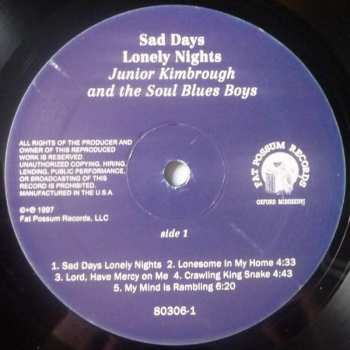 Sad Days
Lonely Nights
Junior Kimbrough
and the Soul Blues Boys
ALL RIGHTS OF THE PRODUCER AND
OWNER OF THIS REPRODUCED
WORK IS RESERVED.
UNAUTHORIZED COPYING, HIRING,
LENDING, PUBLIC PERFORMANCE,
OR BROADCASTING OF THIS
RECORD IS PROHIBITED.
MANUFACTURED IN THE U.S.A
©+℗ 1997
Fat Possum Records, LLC
FAT POSSUM RECORDS
OXFORD MISSISSIPPI
side 1
1. Sad Days Lonely Nights 2. Lonesome In My Home 4:33
3. Lord, Have Mercy on Me 4. Crawling King Snake 4:43
5. My Mind is Rambling 6:20
80306-1